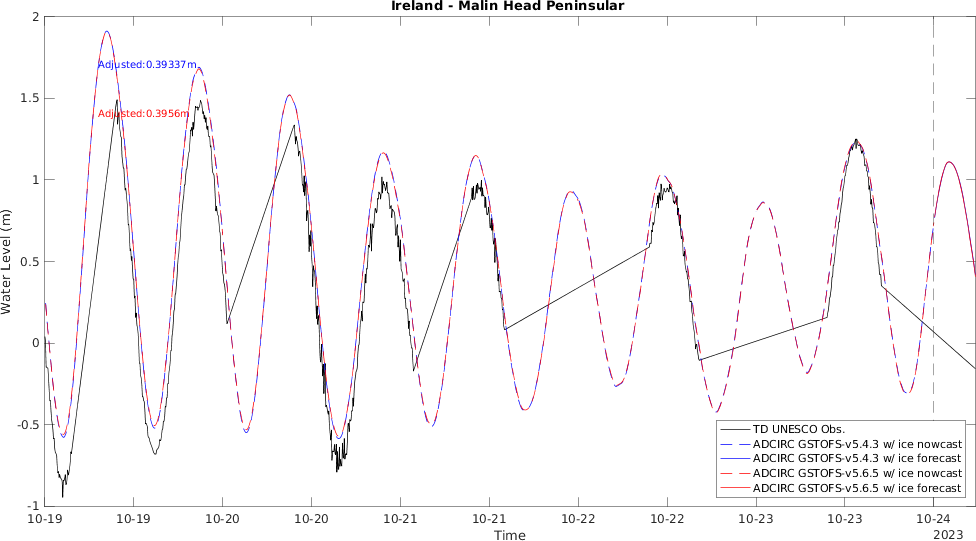 Ireland - Malin Head Peninsular
2
1.5
1
0.5
0
-0.5
-1
Water Level (m)
Adjusted:0.39337m
Adjusted:0.3956m
TD UNESCO Obs.
ADCIRC GSTOFS-v5.4.3 w/ ice nowcast
ADCIRC GSTOFS-v5.4.3 w/ ice forecast
ADCIRC GSTOFS-v5.6.5 w/ ice nowcast
ADCIRC GSTOFS-v5.6.5 w/ ice forecast
10-19 10-19 10-20 10-20 10-21 10-21 10-22 10-22 10-23 10-23 10-24
Time
2023